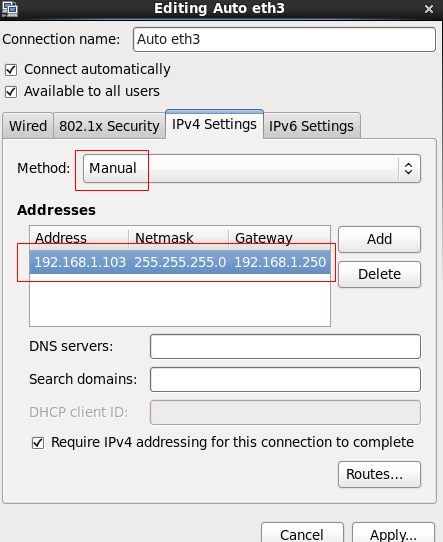 Editing Auto eth3
Connection name: Auto eth3
Connect automatically
Available to all users
Wired 802.1x Security IPv4 Settings IPv6 Settings
Method: Manual
Addresses
Address Netmask Gateway Add
192.168.1.103 255.255.255.0 192.168.1.250
Delete
DNS servers:
Search domains:
DHCP client ID:
Require IPv4 addressing for this connection to complete
Routes...
Cancel Apply...